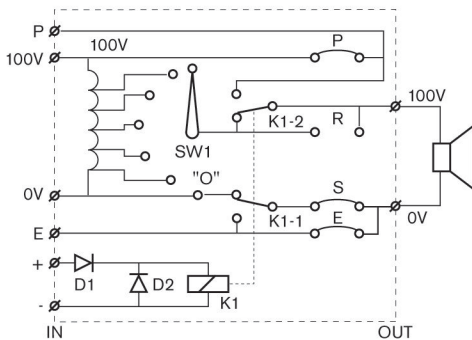 P
100V
100V
P
100V
K1-2
R
SW1
"O"
S
0V
K1-1
E
0V
E
+
D1
D2
K1
-
IN
OUT